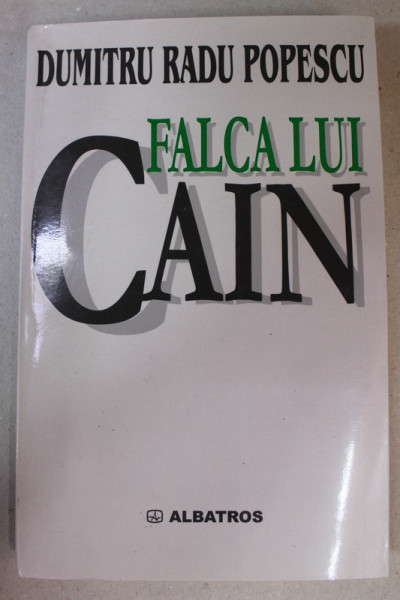 DUMITRU RADU POPESCU
FALCA LUI
CAIN
ALBATROS